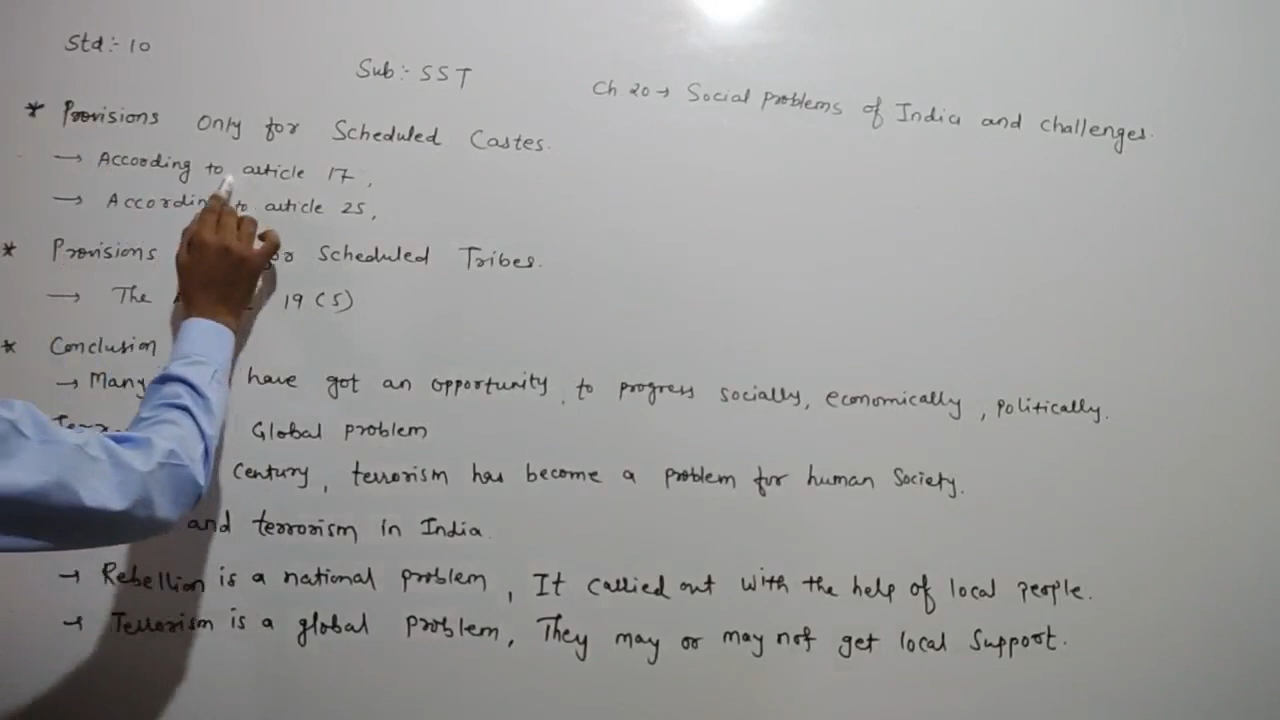 Std:- 10
Sub:- SST
Ch 20 → Social problems of India and challenges.
* Provisions Only for Scheduled Castes.
→ According to article 17,
→ According to article 25,
* Provisions for Scheduled Tribes.
→ The 19 (5)
* Conclusion
→ Many have got an opportunity to progress socially, economically, politically.
Global problem
century, terrorism has become a problem for human Society.
and terrorism in India.
→ Rebellion is a national problem, It carried out with the help of local people.
→ Terrorism is a global problem, They may or may not get local support.